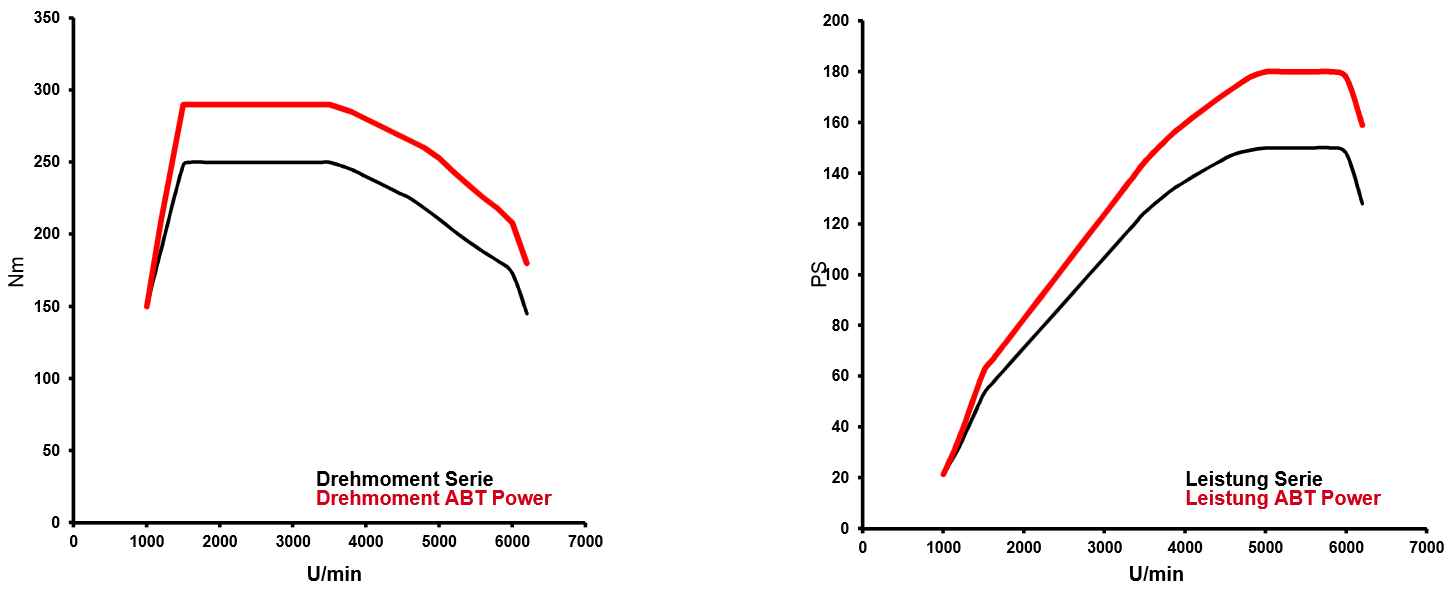 350
300
250
200
150
100
50
0
Nm
0 1000 2000 3000 4000 5000 6000 7000
U/min
Drehmoment Serie
Drehmoment ABT Power
200
180
160
140
120
100
80
60
40
20
0
PS
0 1000 2000 3000 4000 5000 6000 7000
U/min
Leistung Serie
Leistung ABT Power